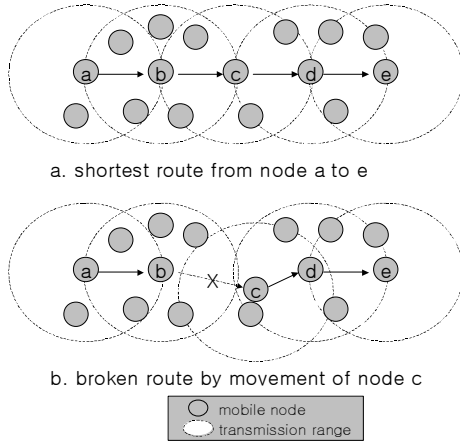 a b c d e
a. shortest route from node a to e
a b X c d e
b. broken route by movement of node c
mobile node
transmission range